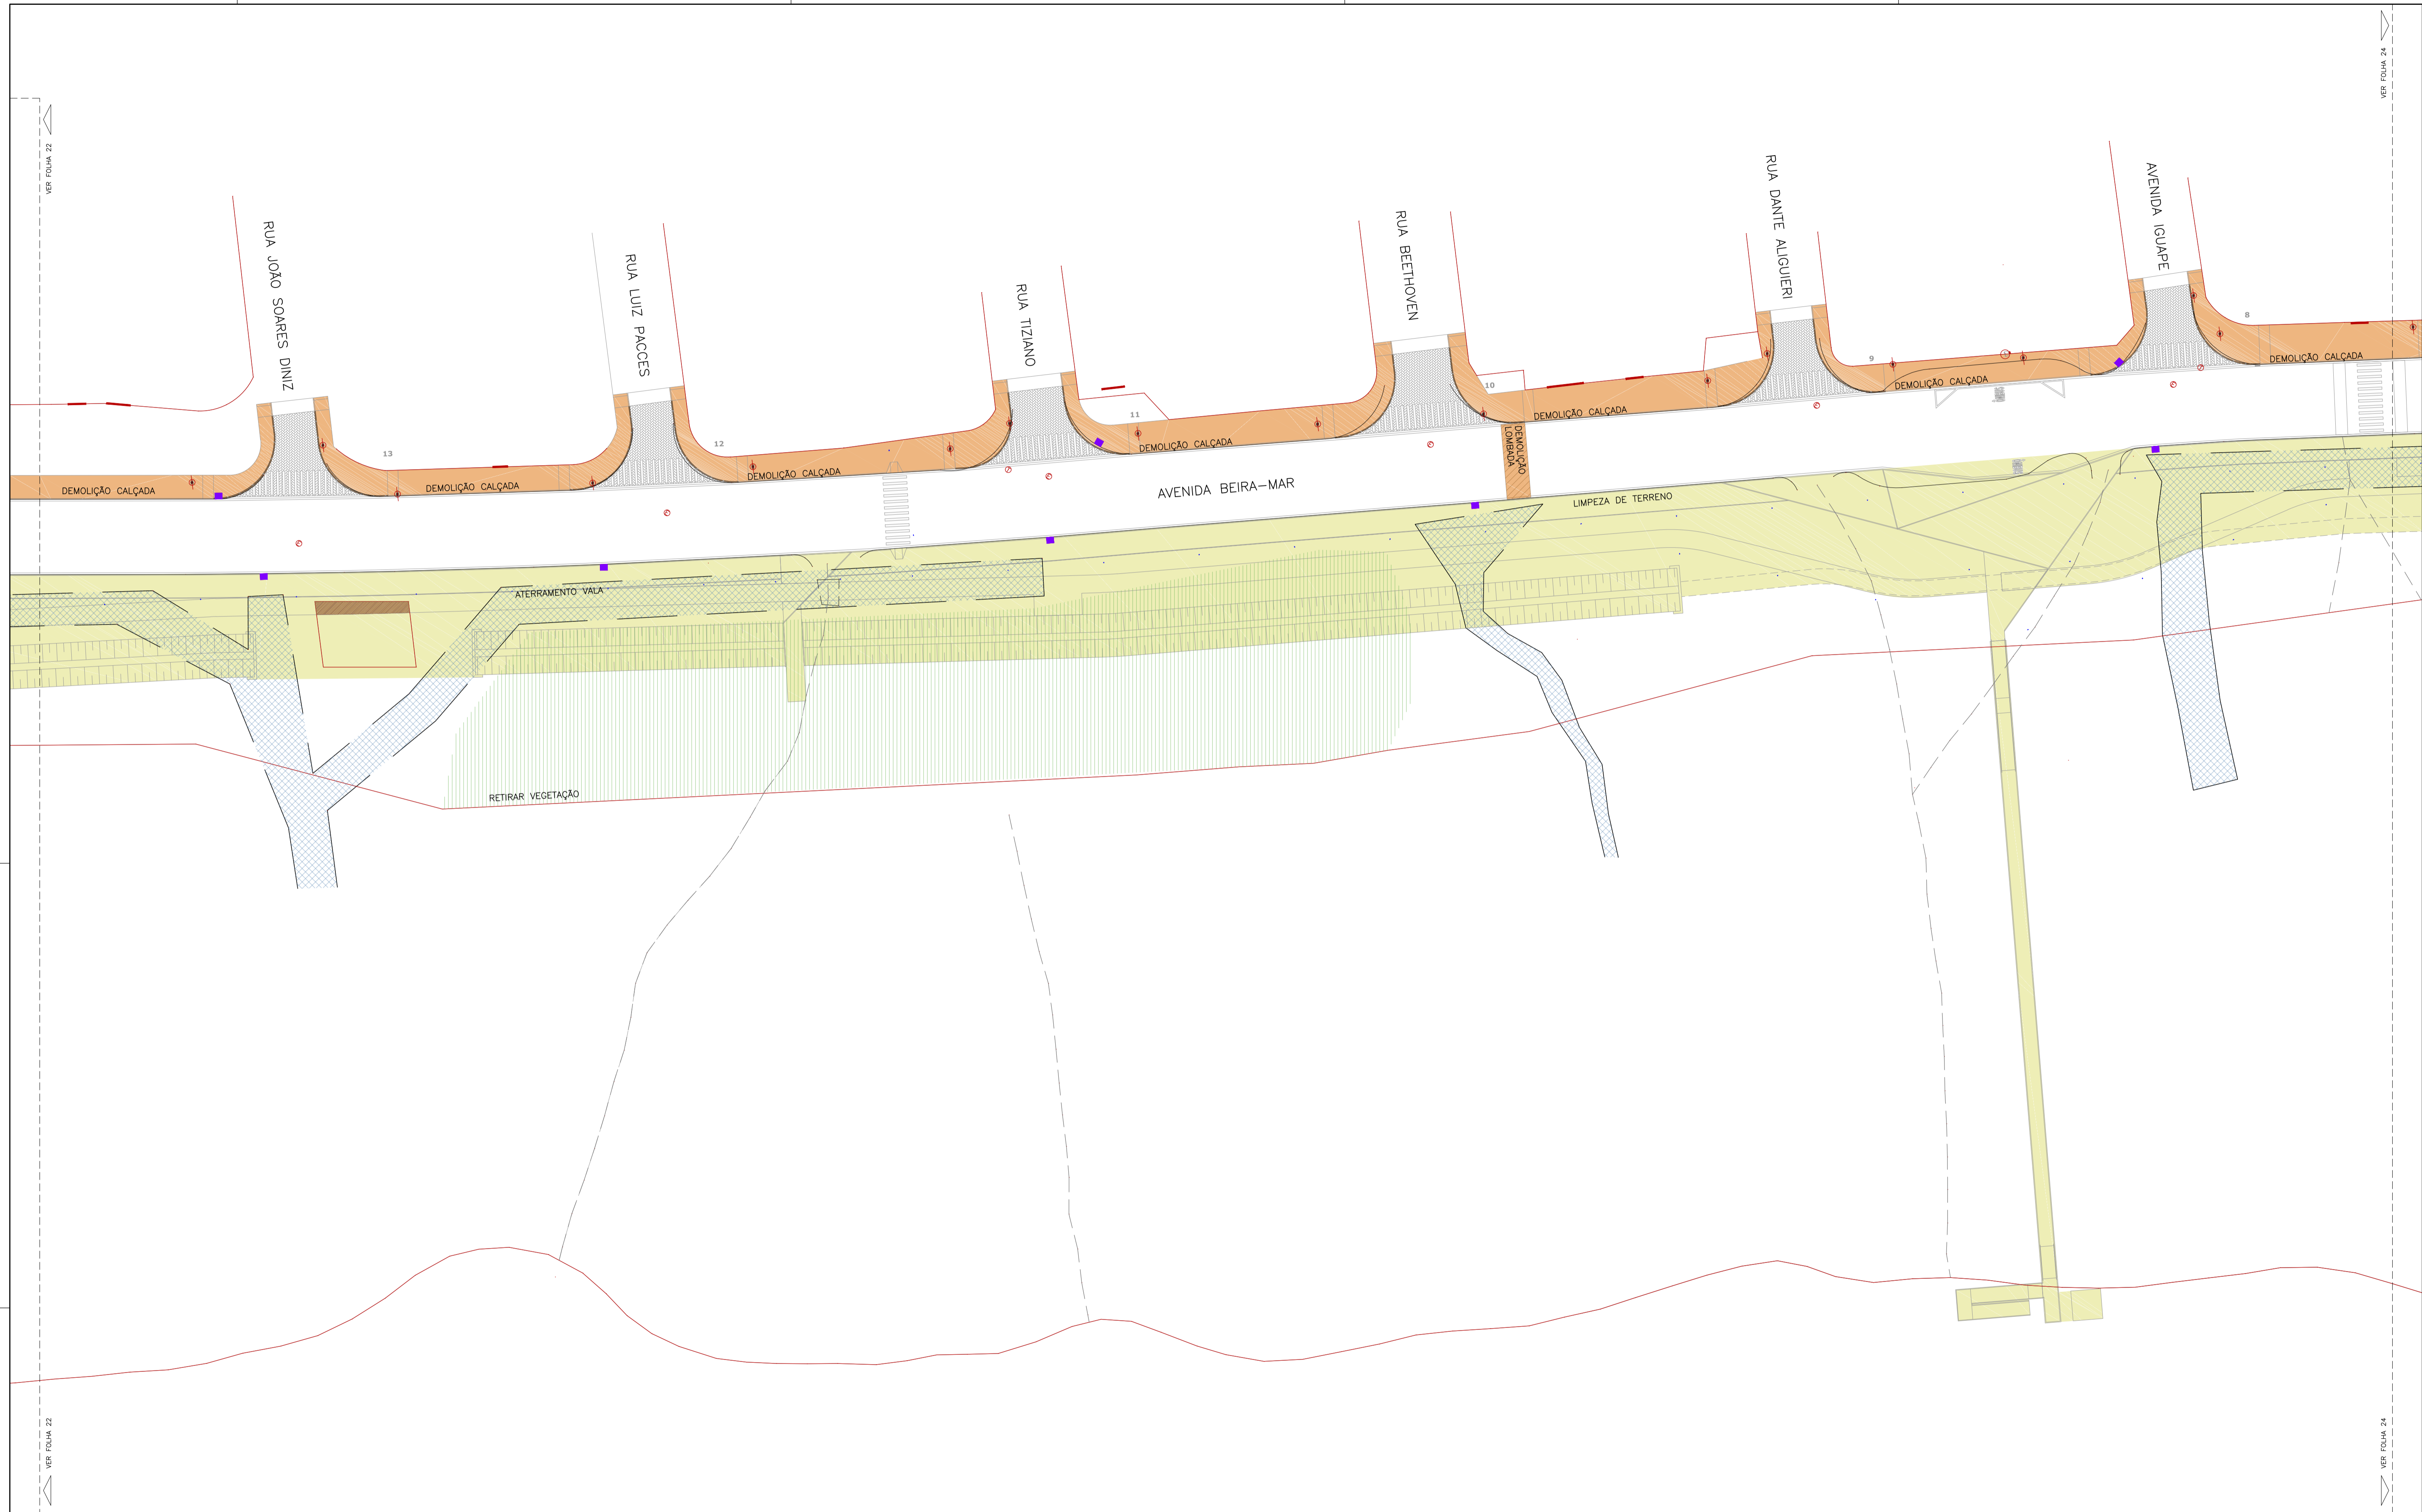 VER FOLHA 22
VER FOLHA 24
RUA JOÃO SOARES DINIZ
RUA LUIZ PACCES
RUA TIZIANO
RUA BEETHOVEN
RUA DANTE ALIGUIERI
AVENIDA IGUAPE
13
12
11
10
9
8
DEMOLIÇÃO CALÇADA
DEMOLIÇÃO CALÇADA
DEMOLIÇÃO CALÇADA
DEMOLIÇÃO CALÇADA
DEMOLIÇÃO CALÇADA
DEMOLIÇÃO CALÇADA
DEMOLIÇÃO CALÇADA
DEMOLIÇÃO
LOMBADA
AVENIDA BEIRA-MAR
LIMPEZA DE TERRENO
ATERRAMENTO VALA
RETIRAR VEGETAÇÃO
VER FOLHA 22
VER FOLHA 24